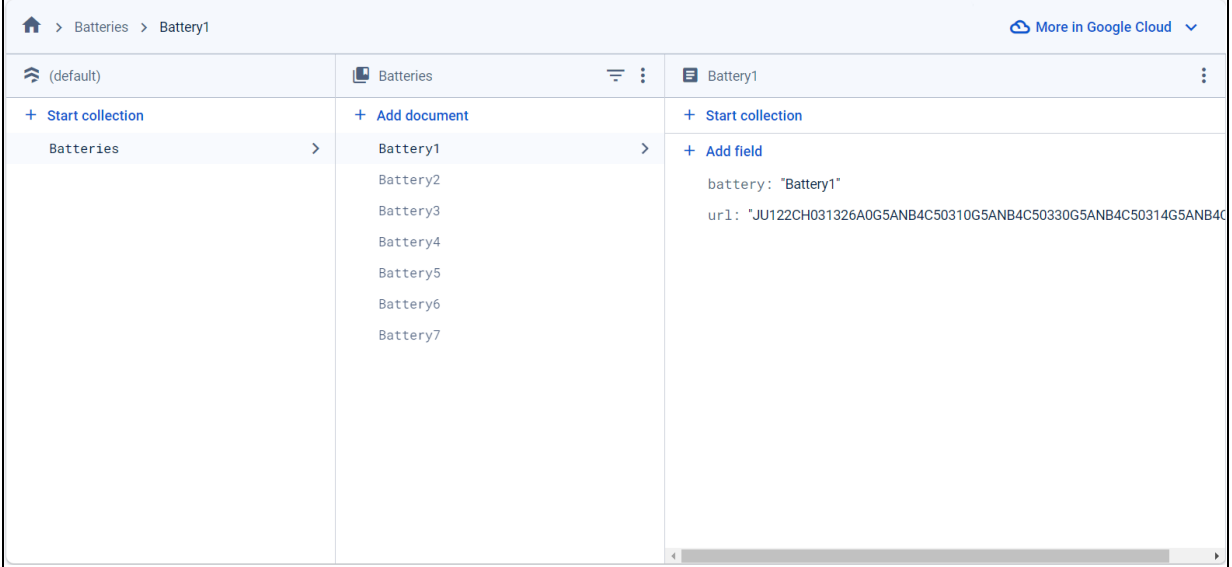 Batteries > Battery1
More in Google Cloud
(default)
Batteries
Battery1
+ Start collection
+ Add document
+ Start collection
Batteries
Battery1
+ Add field
Battery2
battery: "Battery1"
Battery3
url: "JU122CH031326A0G5ANB4C50310G5ANB4C50330G5ANB4C50314G5ANB4C
Battery4
Battery5
Battery6
Battery7